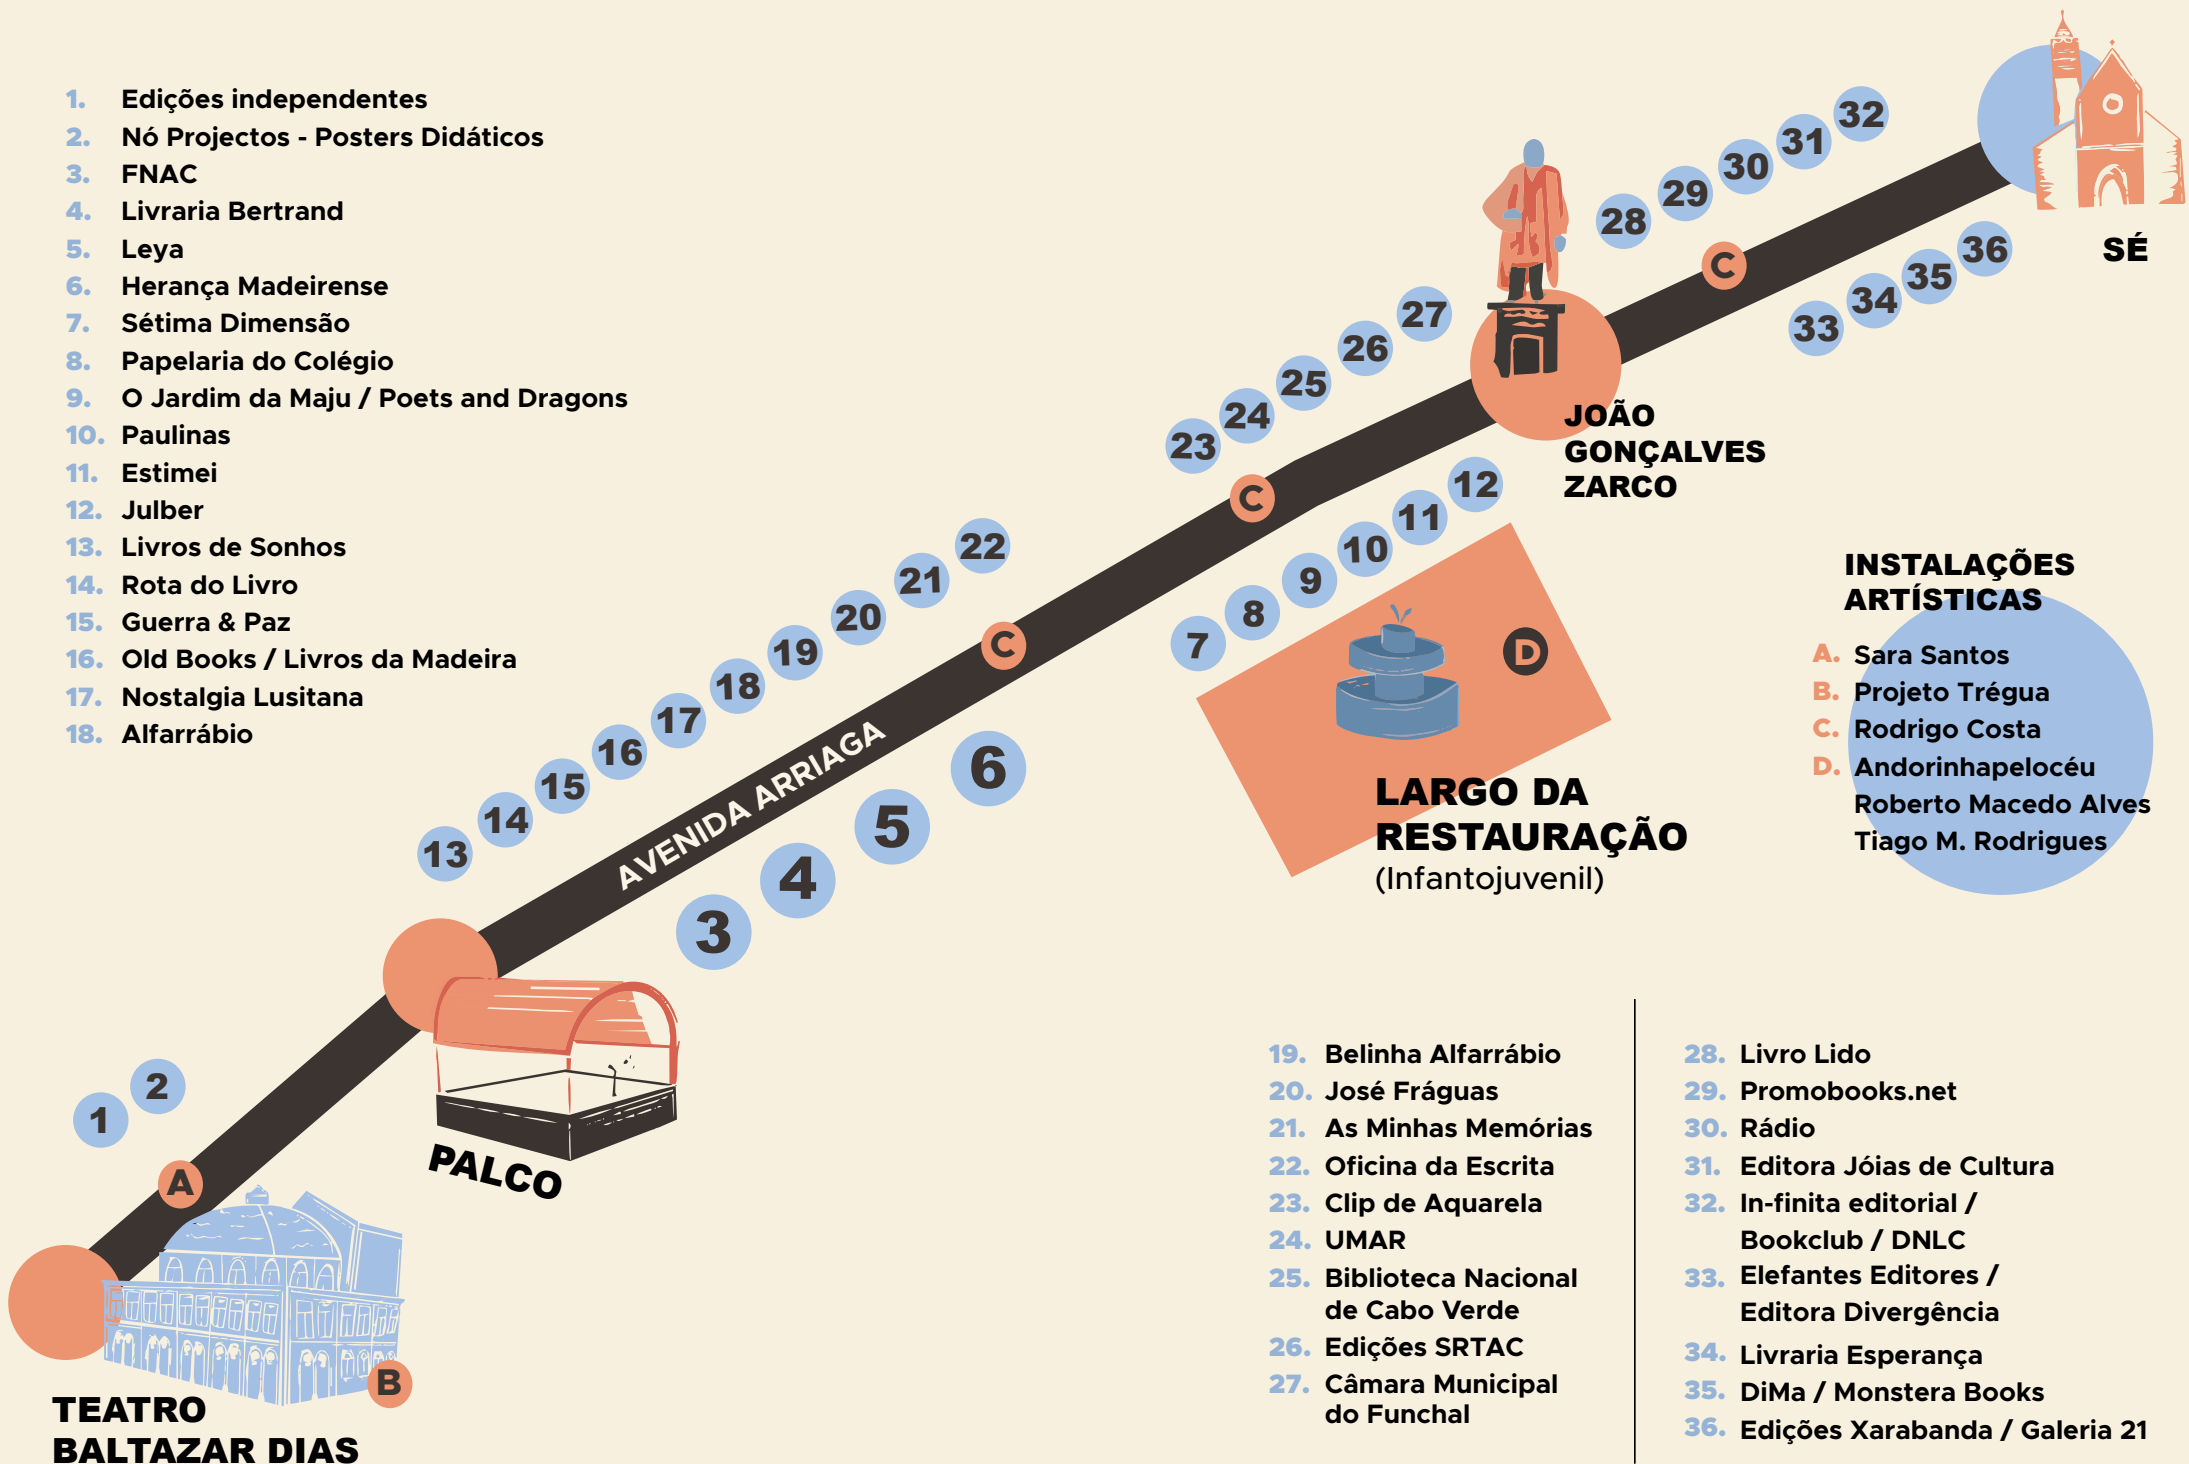 1. Edições independentes
2. Nó Projectos - Posters Didáticos
3. FNAC
4. Livraria Bertrand
5. Leya
6. Herança Madeirense
7. Sétima Dimensão
8. Papelaria do Colégio
9. O Jardim da Maju / Poets and Dragons
10. Paulinas
11. Estimei
12. Julber
13. Livros de Sonhos
14. Rota do Livro
15. Guerra & Paz
16. Old Books / Livros da Madeira
17. Nostalgia Lusitana
18. Alfarrábio
32
31
30
29
28
C
SÉ
36
35
34
33
27
26
25
24
23
C
JOÃO
GONÇALVES
ZARCO
12
11
10
9
8
7
D
LARGO DA
RESTAURAÇÃO
(Infantojuvenil)
INSTALAÇÕES
ARTÍSTICAS
A. Sara Santos
B. Projeto Trégua
C. Rodrigo Costa
D. Andorinhapelocéu
Roberto Macedo Alves
Tiago M. Rodrigues
22
21
20
19
18
17
16
15
14
13
C
AVENIDA ARRIAGA
6
5
4
3
PALCO
2
1
A
B
TEATRO
BALTAZAR DIAS
19. Belinha Alfarrábio
20. José Fráguas
21. As Minhas Memórias
22. Oficina da Escrita
23. Clip de Aquarela
24. UMAR
25. Biblioteca Nacional
de Cabo Verde
26. Edições SRTAC
27. Câmara Municipal
do Funchal
28. Livro Lido
29. Promobooks.net
30. Rádio
31. Editora Jóias de Cultura
32. In-finita editorial /
Bookclub / DNLC
33. Elefantes Editores /
Editora Divergência
34. Livraria Esperança
35. DiMa / Monstera Books
36. Edições Xarabanda / Galeria 21